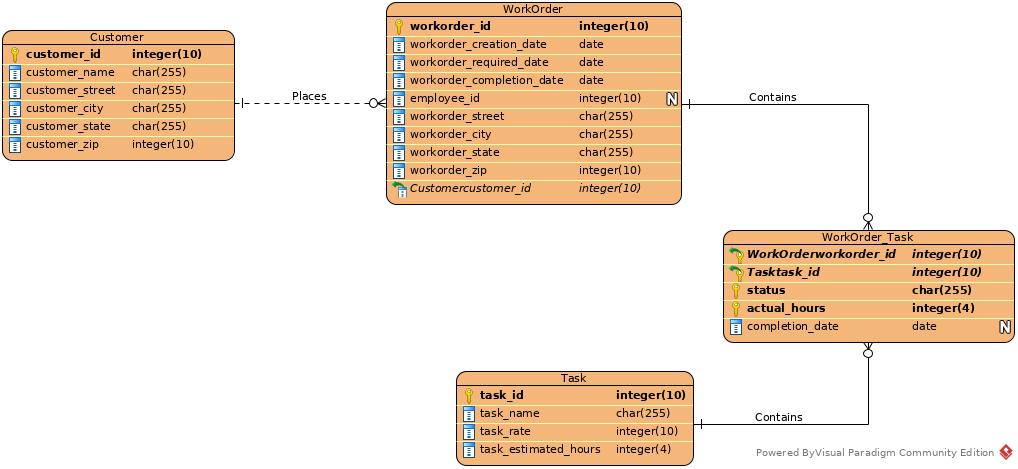 Customer
customer_id integer(10)
customer_name char(255)
customer_street char(255)
customer_city char(255)
customer_state char(255)
customer_zip integer(10)
Places
WorkOrder
workorder_id integer(10)
workorder_creation_date date
workorder_required_date date
workorder_completion_date date
employee_id integer(10) N
workorder_street char(255)
workorder_city char(255)
workorder_state char(255)
workorder_zip integer(10)
Customercustomer_id integer(10)
Contains
WorkOrder_Task
WorkOrderworkorder_id integer(10)
Tasktask_id integer(10)
status char(255)
actual_hours integer(4)
completion_date date N
Task
task_id integer(10)
task_name char(255)
task_rate integer(10)
task_estimated_hours integer(4)
Contains
Powered ByVisual Paradigm Community Edition